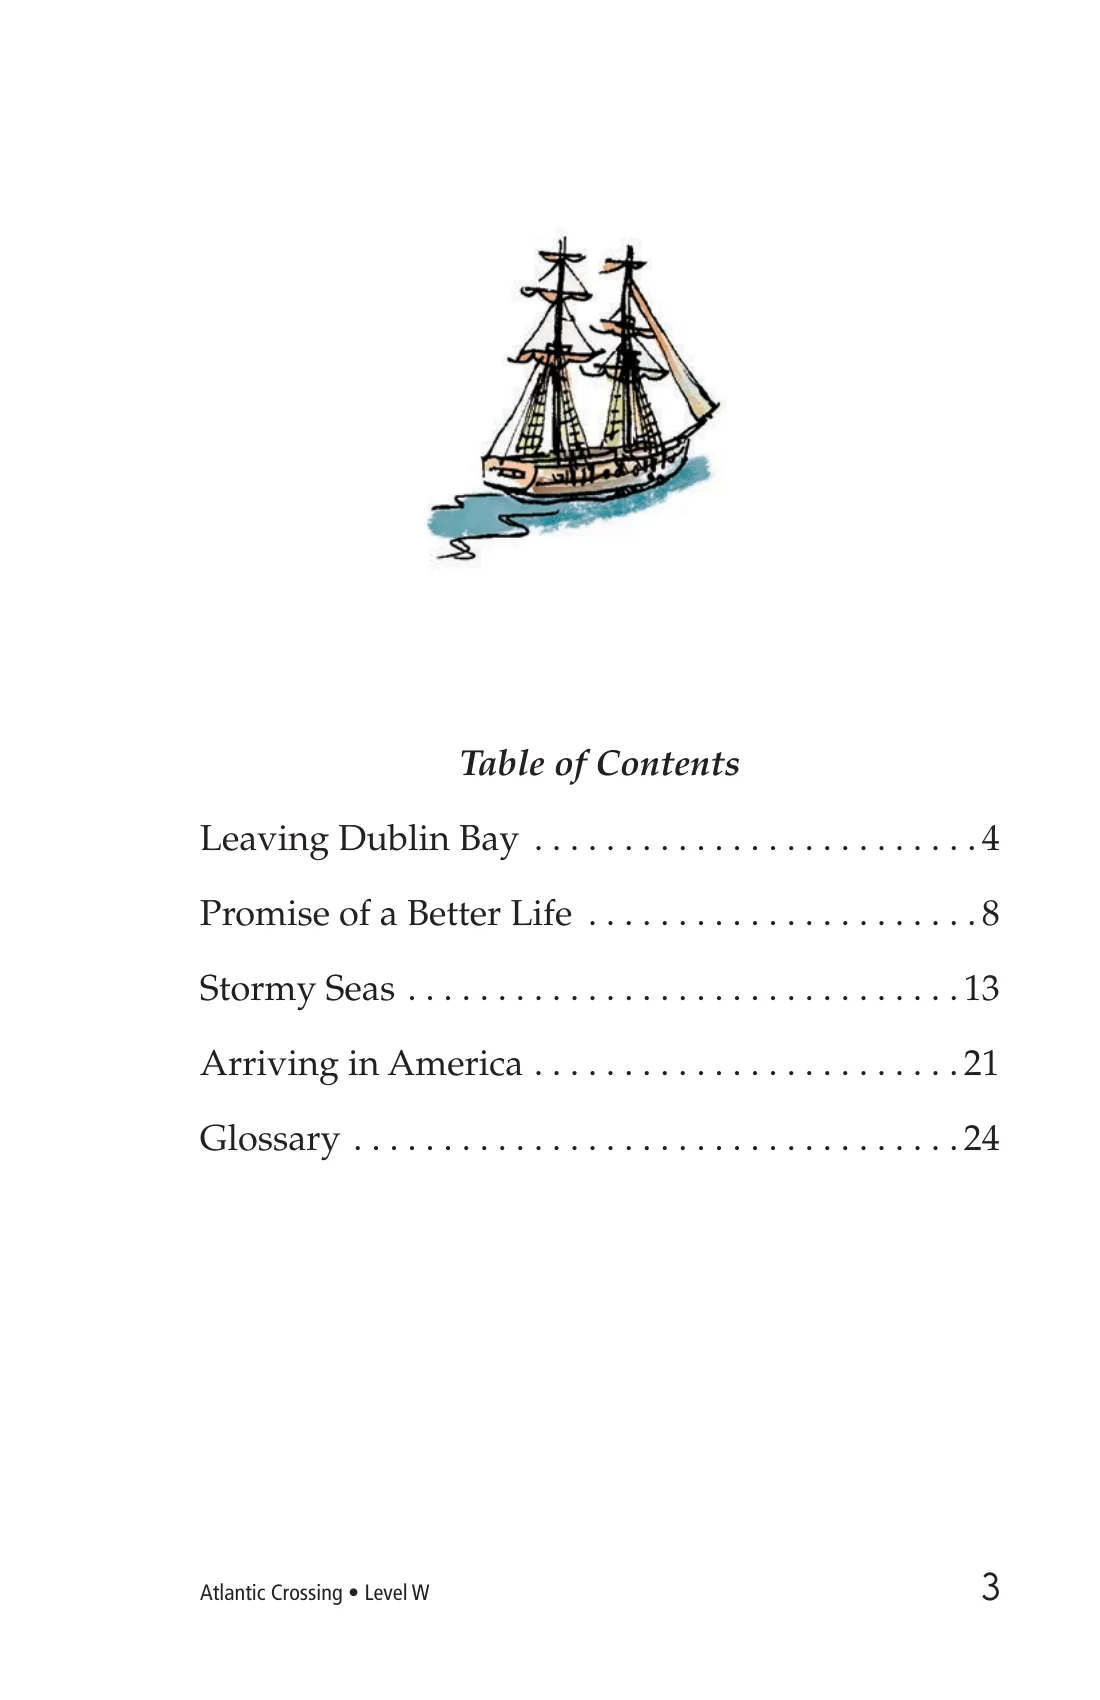 Table of Contents
Leaving Dublin Bay . . . . . . . . . . . . . . . . . . . . . . . . . 4
Promise of a Better Life . . . . . . . . . . . . . . . . . . . . . . 8
Stormy Seas . . . . . . . . . . . . . . . . . . . . . . . . . . . . . . . 13
Arriving in America . . . . . . . . . . . . . . . . . . . . . . . . 21
Glossary . . . . . . . . . . . . . . . . . . . . . . . . . . . . . . . . . . 24
Atlantic Crossing • Level W 3